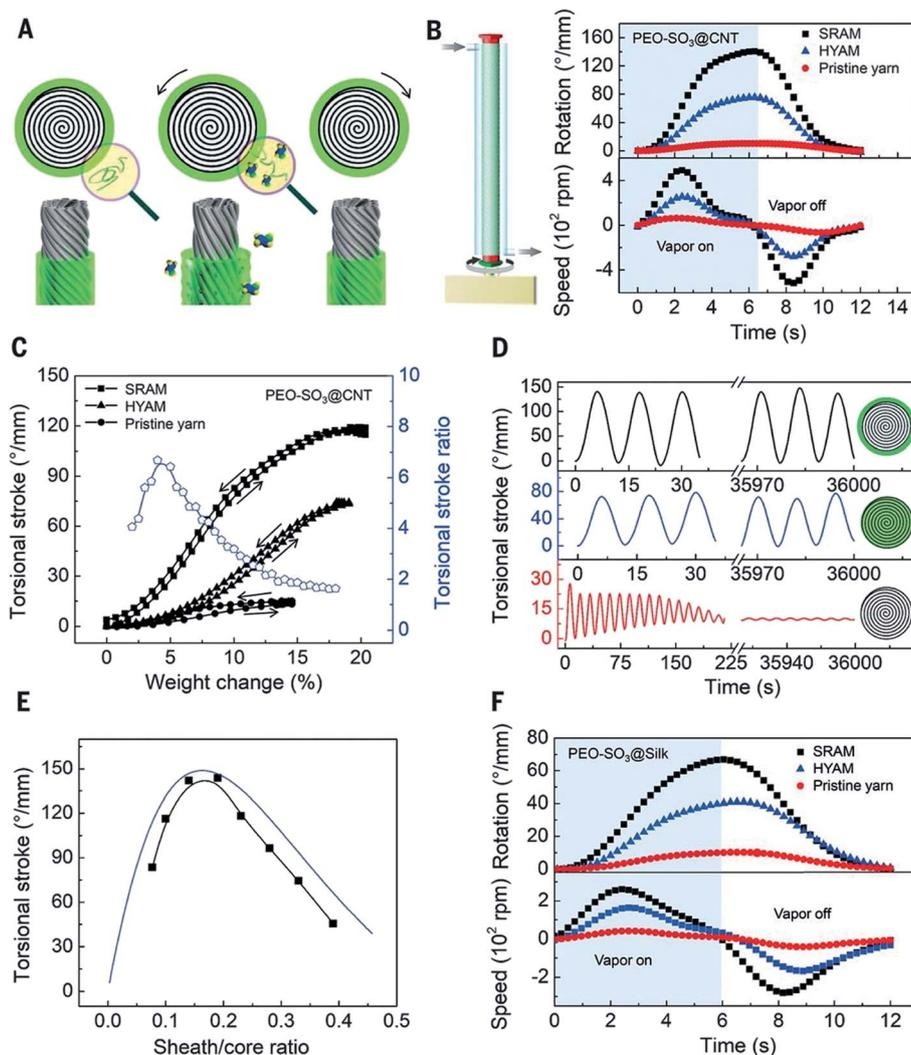 A
B
PEO-SO₃@CNT
SRAM
HYAM
Pristine yarn
Rotation (°/mm)
160
120
80
40
0
Speed (10² rpm)
4
0
-4
Vapor on
Vapor off
0 2 4 6 8 10 12 14
Time (s)
C
SRAM
HYAM
Pristine yarn
PEO-SO₃@CNT
Torsional stroke (°/mm)
150
120
90
60
30
0
Torsional stroke ratio
10
8
6
4
2
0
0 5 10 15 20
Weight change (%)
D
Torsional stroke (°/mm)
150
100
50
0
0 15 30 35970 36000
80
40
0
0 15 30 35970 36000
30
20
10
0
0 75 150 225 35940 36000
Time (s)
E
Torsional stroke (°/mm)
150
120
90
60
30
0
0.0 0.1 0.2 0.3 0.4 0.5
Sheath/core ratio
F
PEO-SO₃@Silk
SRAM
HYAM
Pristine yarn
Rotation (°/mm)
80
60
40
20
0
Speed (10² rpm)
2
0
-2
Vapor on
Vapor off
0 2 4 6 8 10 12
Time (s)